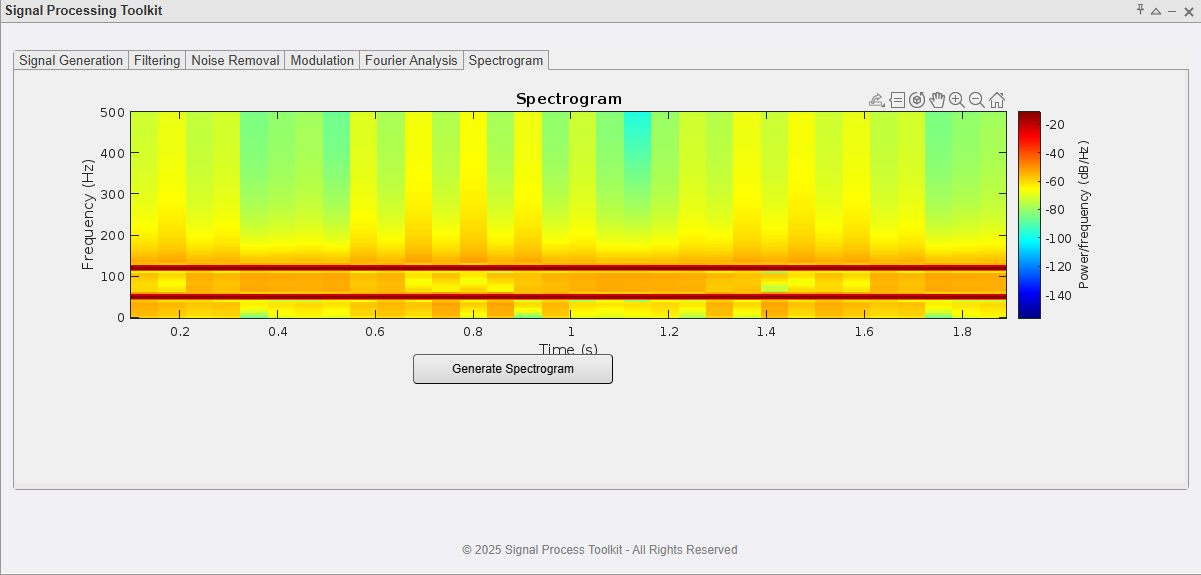 Signal Processing Toolkit
Signal Generation Filtering Noise Removal Modulation Fourier Analysis Spectrogram
Spectrogram
500
400
300
200
100
0
Frequency (Hz)
0.2 0.4 0.6 0.8 1 1.2 1.4 1.6 1.8
Time (s)
-20
-40
-60
-80
-100
-120
-140
Power/frequency (dB/Hz)
Generate Spectrogram
© 2025 Signal Process Toolkit - All Rights Reserved